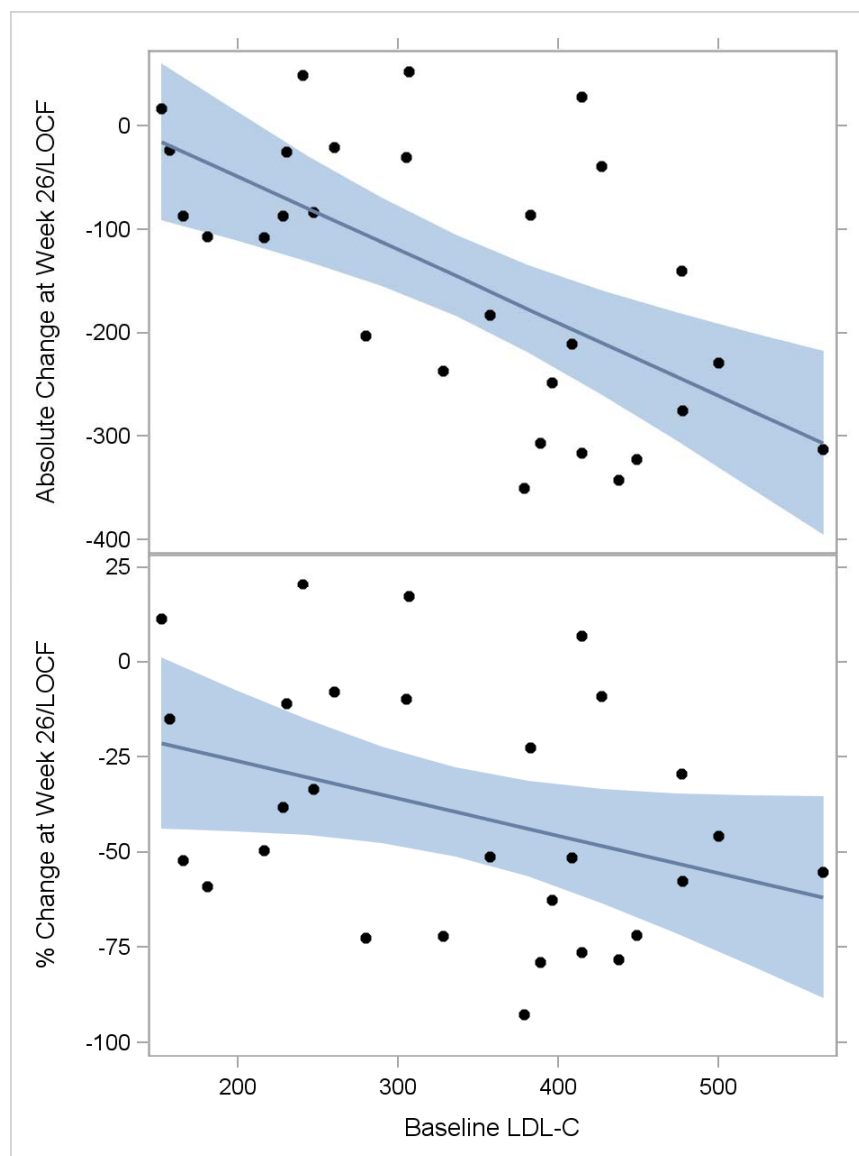 Absolute Change at Week 26/LOCF
0
-100
-200
-300
-400
% Change at Week 26/LOCF
25
0
-25
-50
-75
-100
200 300 400 500
Baseline LDL-C